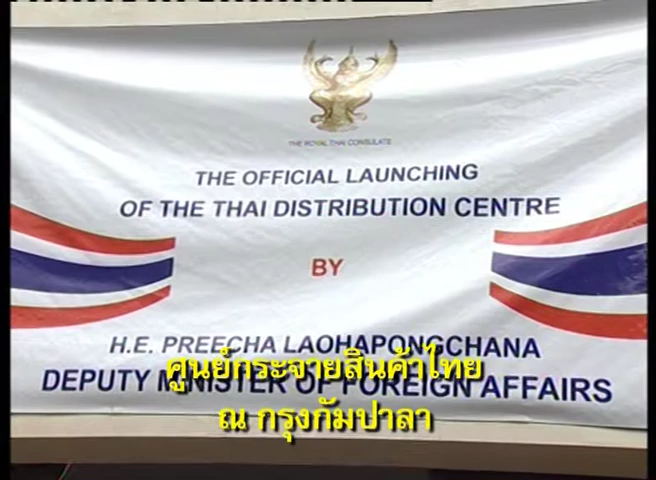 THE ROYAL THAI CONSULATE
THE OFFICIAL LAUNCHING
OF THE THAI DISTRIBUTION CENTRE
BY
H.E. PREECHA LAOHAPONGCHANA
DEPUTY MINISTER OF FOREIGN AFFAIRS
ศูนย์กระจายสินค้าไทย
ณ กรุงกัมปาลา